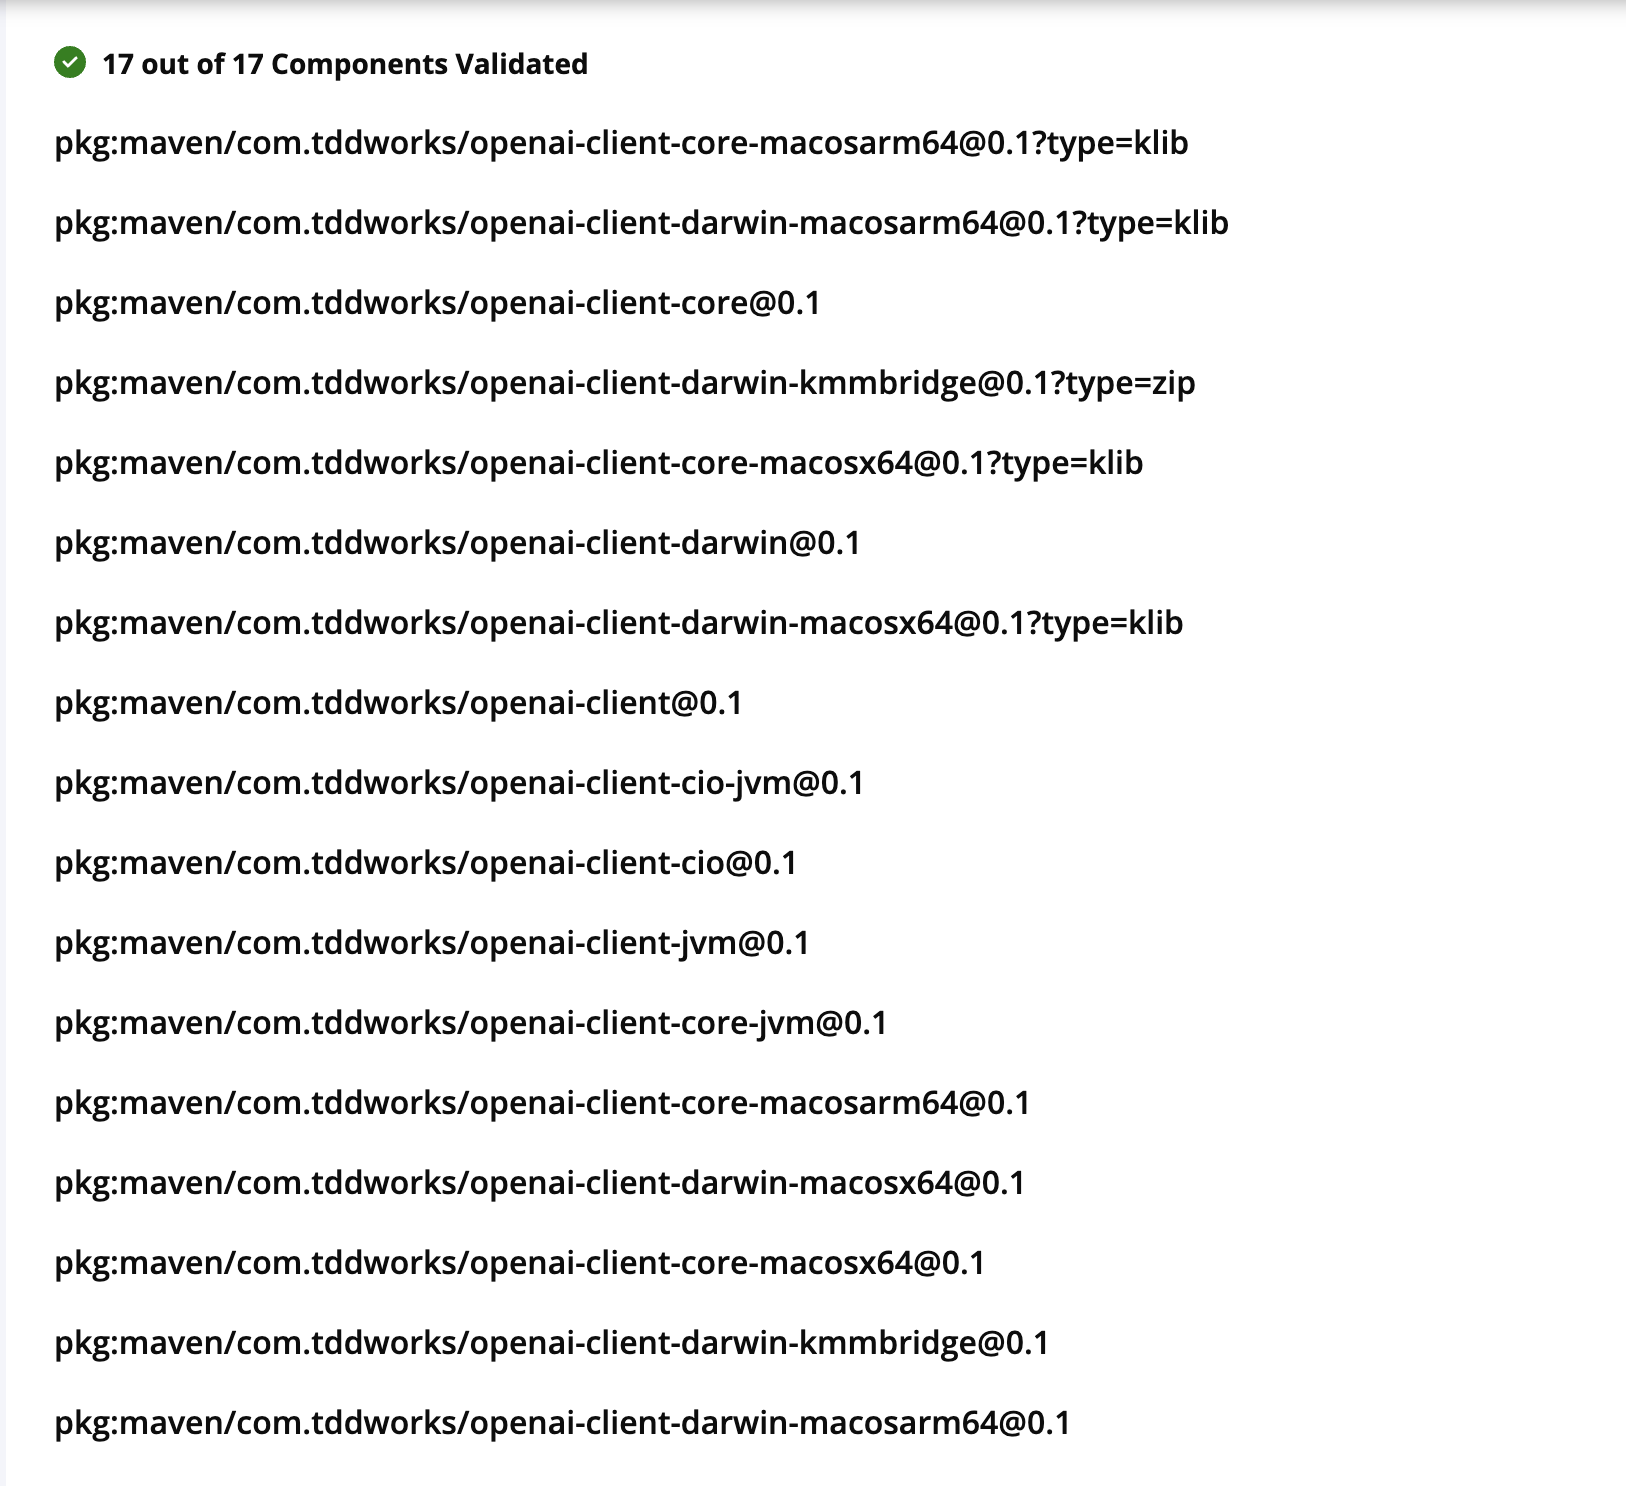 17 out of 17 Components Validated
pkg:maven/com.tddworks/openai-client-core-macosarm64@0.1?type=klib
pkg:maven/com.tddworks/openai-client-darwin-macosarm64@0.1?type=klib
pkg:maven/com.tddworks/openai-client-core@0.1
pkg:maven/com.tddworks/openai-client-darwin-kmmbridge@0.1?type=zip
pkg:maven/com.tddworks/openai-client-core-macosx64@0.1?type=klib
pkg:maven/com.tddworks/openai-client-darwin@0.1
pkg:maven/com.tddworks/openai-client-darwin-macosx64@0.1?type=klib
pkg:maven/com.tddworks/openai-client@0.1
pkg:maven/com.tddworks/openai-client-cio-jvm@0.1
pkg:maven/com.tddworks/openai-client-cio@0.1
pkg:maven/com.tddworks/openai-client-jvm@0.1
pkg:maven/com.tddworks/openai-client-core-jvm@0.1
pkg:maven/com.tddworks/openai-client-core-macosarm64@0.1
pkg:maven/com.tddworks/openai-client-darwin-macosx64@0.1
pkg:maven/com.tddworks/openai-client-core-macosx64@0.1
pkg:maven/com.tddworks/openai-client-darwin-kmmbridge@0.1
pkg:maven/com.tddworks/openai-client-darwin-macosarm64@0.1